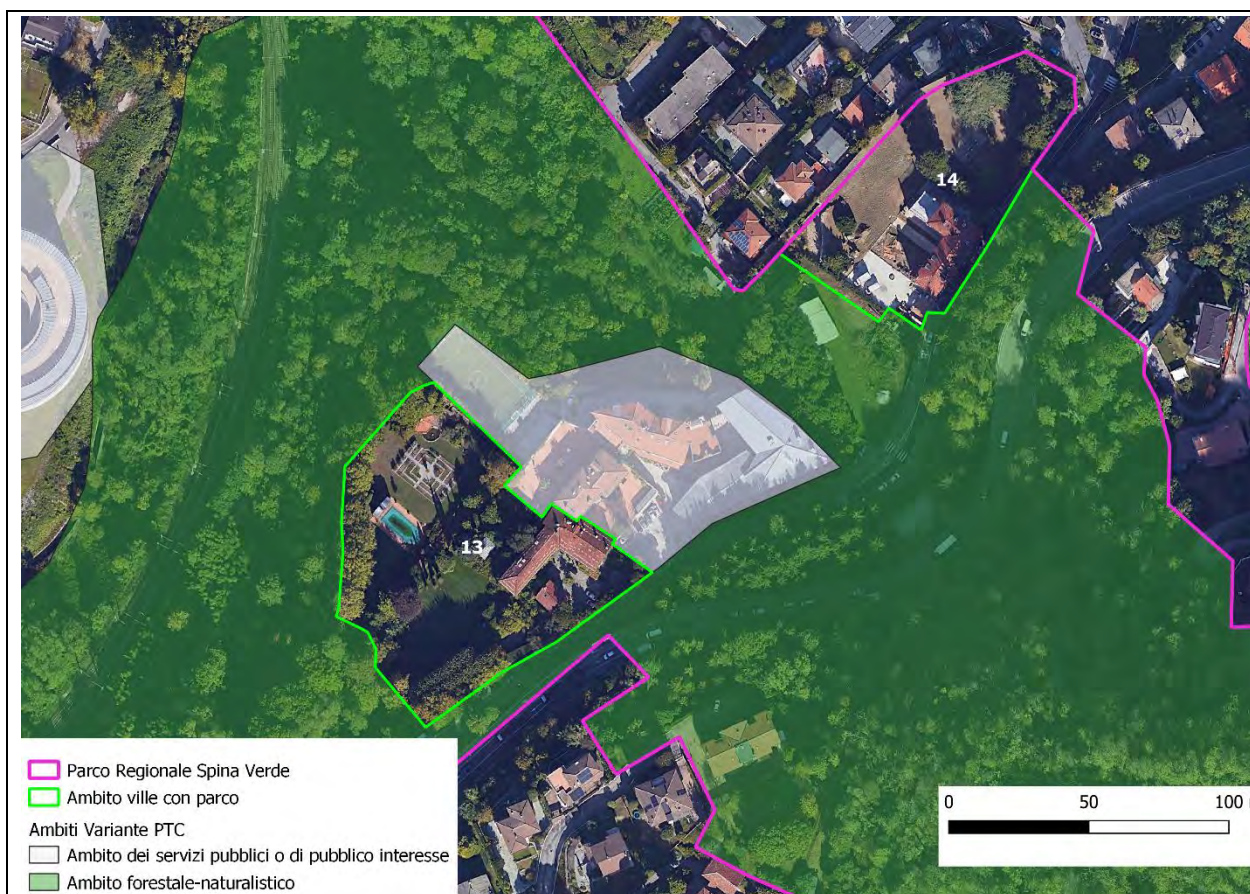 14
13
Parco Regionale Spina Verde
Ambito ville con parco
Ambiti Variante PTC
Ambito dei servizi pubblici o di pubblico interesse
Ambito forestale-naturalistico
0 50 100